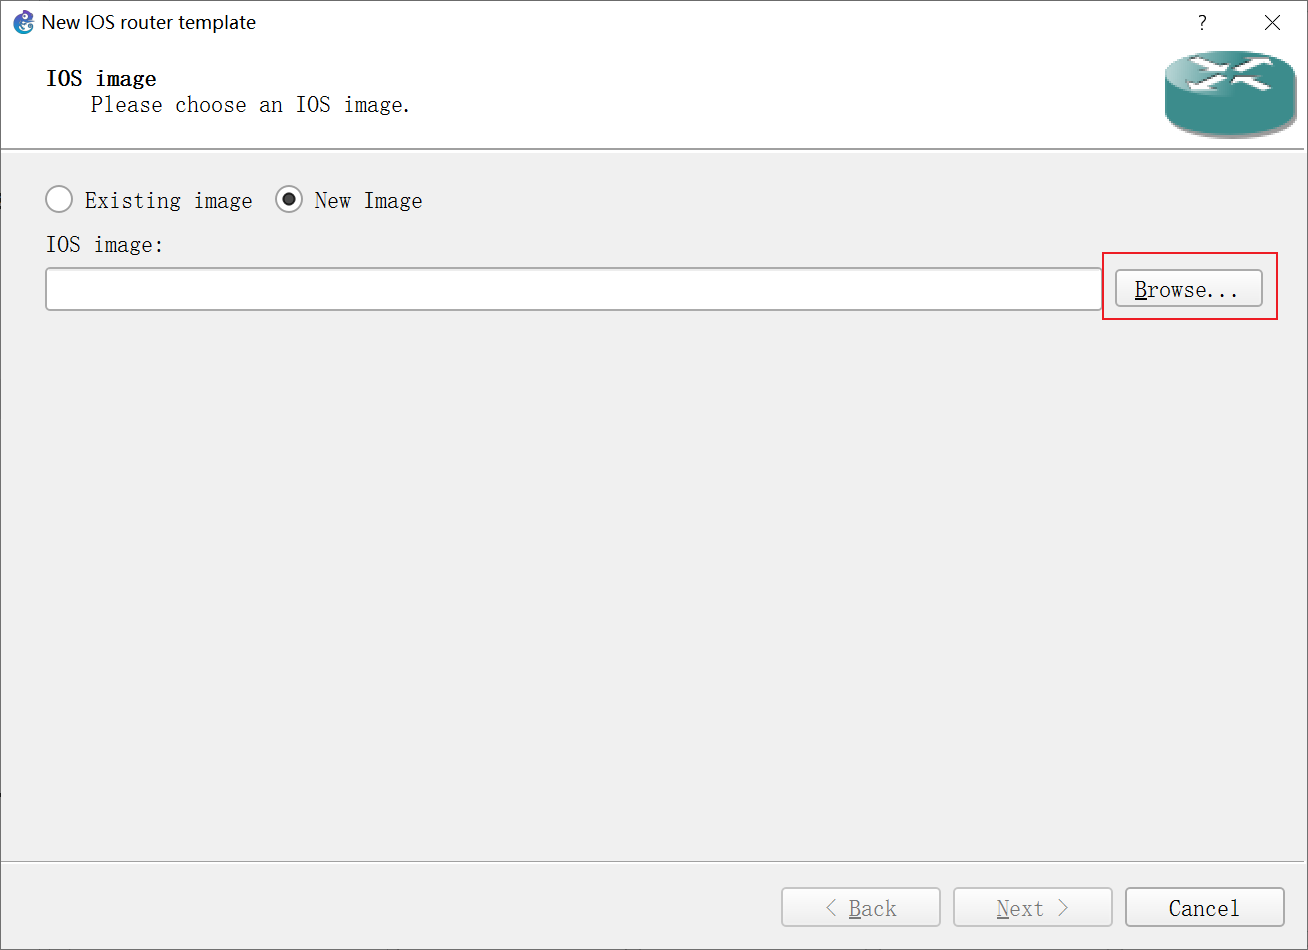 New IOS router template
?
IOS image
Please choose an IOS image.
Existing image New Image
IOS image:
Browse...
< Back Next > Cancel